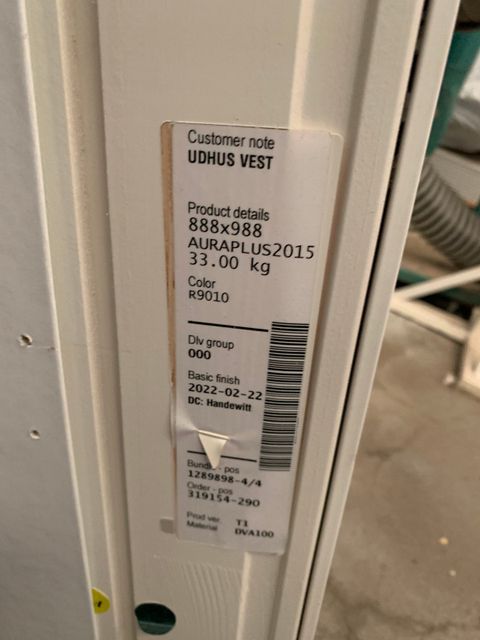 Customer note
UDHUS VEST
Product details
888x988
AURAPLUS2015
33.00 kg
Color
R9010
Dlv group
000
Basic finish
2022-02-22
DC: Handewitt
Bundle - pos
1289898-4/4
Order - pos
319154-290
Prod ver. T1
Material DVA100